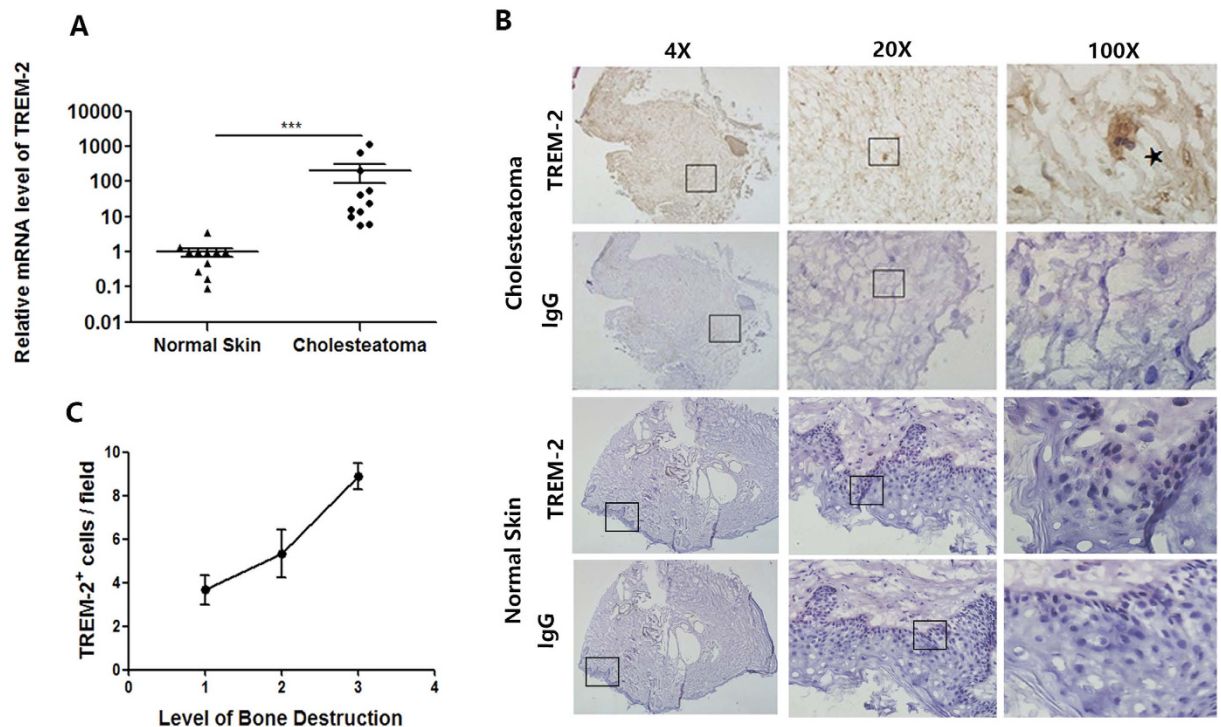 A
Relative mRNA level of TREM-2
10000
1000
100
10
1
0.1
0.01
***
Normal Skin
Cholesteatoma
B
4X
20X
100X
Cholesteatoma
TREM-2
IgG
Normal Skin
TREM-2
IgG
C
TREM-2+ cells / field
10
8
6
4
2
0
0
1
2
3
4
Level of Bone Destruction